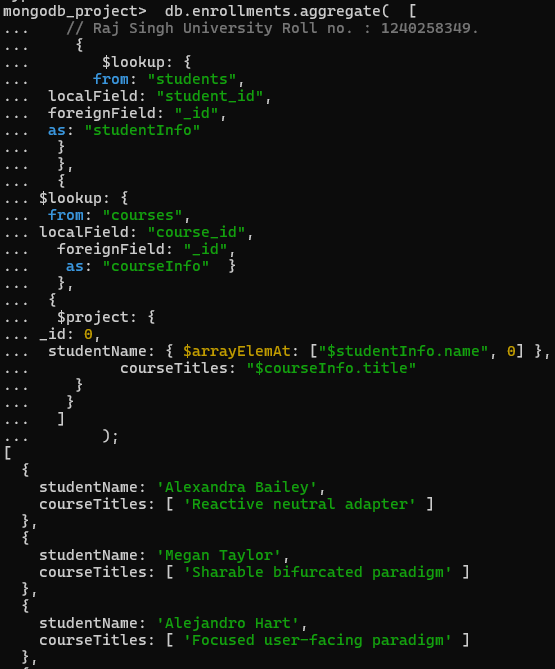 mongodb_project>  db.enrollments.aggregate(  [
...    // Raj Singh University Roll no. : 1240258349.
...     {
...        $lookup: {
...       from: "students",
...  localField: "student_id",
...  foreignField: "_id",
...  as: "studentInfo"
...   }
...   },
...   {
... $lookup: {
...  from: "courses",
... localField: "course_id",
...   foreignField: "_id",
...    as: "courseInfo"  }
...   },
...  {
...   $project: {
... _id: 0,
...  studentName: { $arrayElemAt: ["$studentInfo.name", 0] },
...          courseTitles: "$courseInfo.title"
...     }
...    }
...   ]
...        );
[
  {
    studentName: 'Alexandra Bailey',
    courseTitles: [ 'Reactive neutral adapter' ]
  },
  {
    studentName: 'Megan Taylor',
    courseTitles: [ 'Sharable bifurcated paradigm' ]
  },
  {
    studentName: 'Alejandro Hart',
    courseTitles: [ 'Focused user-facing paradigm' ]
  },